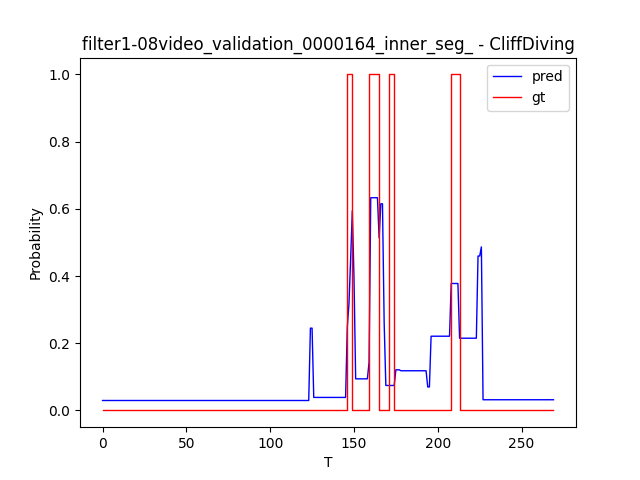 filter1-08video_validation_0000164_inner_seg_ - CliffDiving
pred
gt
1.0
0.8
0.6
0.4
0.2
0.0
Probability
0 50 100 150 200 250
T